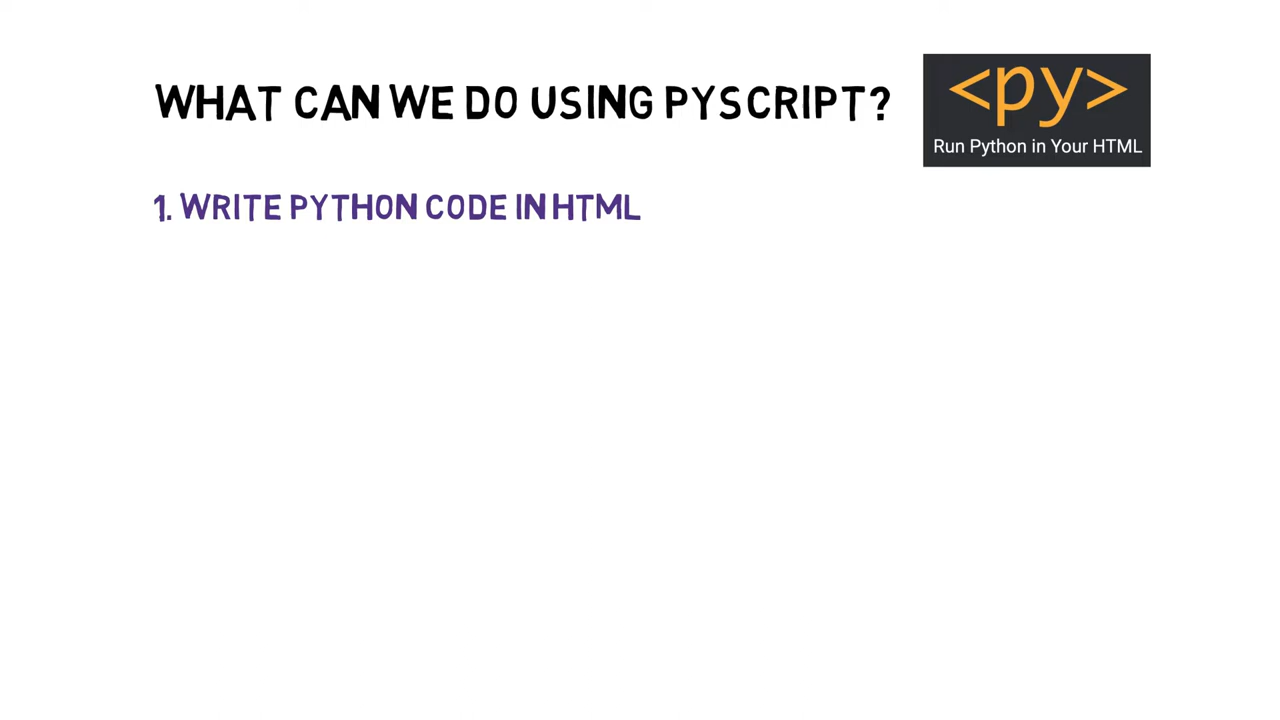 WHAT CAN WE DO USING PYSCRIPT?
<py>
Run Python in Your HTML
1. WRITE PYTHON CODE IN HTML